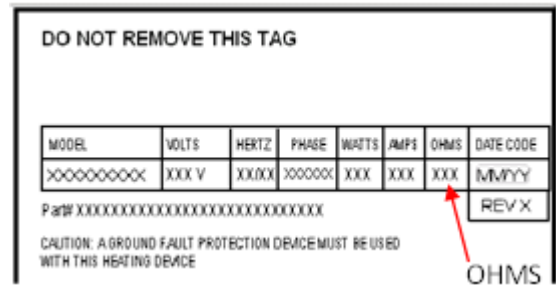 DO NOT REMOVE THIS TAG
MODEL VOLTS HERTZ PHASE WATTS AMPS OHMS DATE CODE
XXXXXXXXXX XXX V XX/XX XXXXXX XXX XXX XXX MM/YY
Part# XXXXXXXXXXXXXXXXXXXXXXXXXXXX REV X
CAUTION: A GROUND FAULT PROTECTION DEVICE MUST BE USED
WITH THIS HEATING DEVICE
OHMS